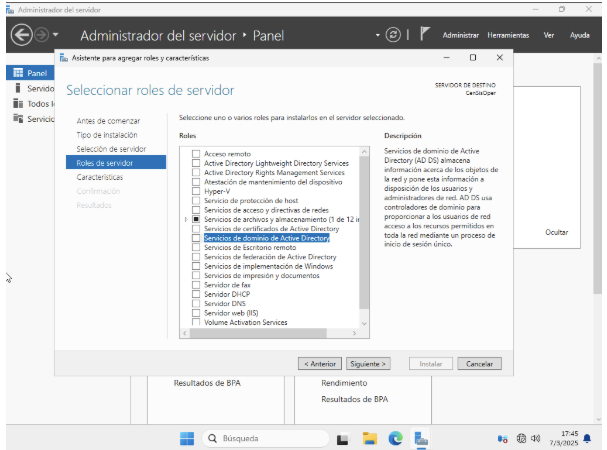 Administrador del servidor
Administrador del servidor • Panel
Administrar Herramientas Ver Ayuda
Asistente para agregar roles y características
Panel
Servido
Todos l
Servicio
Seleccionar roles de servidor
SERVIDOR DE DESTINO
CenSisOper
Antes de comenzar
Tipo de instalación
Selección de servidor
Roles de servidor
Características
Confirmación
Resultados
Seleccione uno o varios roles para instalarlos en el servidor seleccionado.
Roles
Acceso remoto
Active Directory Lightweight Directory Services
Active Directory Rights Management Services
Atestación de mantenimiento del dispositivo
Hyper-V
Servicio de protección de host
Servicios de acceso y directivas de redes
Servicios de archivos y almacenamiento (1 de 12 in
Servicios de certificados de Active Directory
Servicios de dominio de Active Directory
Servicios de Escritorio remoto
Servicios de federación de Active Directory
Servicios de implementación de Windows
Servicios de impresión y documentos
Servidor de fax
Servidor DHCP
Servidor DNS
Servidor web (IIS)
Volume Activation Services
Descripción
Servicios de dominio de Active
Directory (AD DS) almacena
información acerca de los objetos de
la red y pone esta información a
disposición de los usuarios y
administradores de red. AD DS usa
controladores de dominio para
proporcionar a los usuarios de red
acceso a los recursos permitidos en
toda la red mediante un proceso de
inicio de sesión único.
Ocultar
< Anterior Siguiente > Instalar Cancelar
Resultados de BPA
Rendimiento
Resultados de BPA
Búsqueda
17:45
7/3/2025